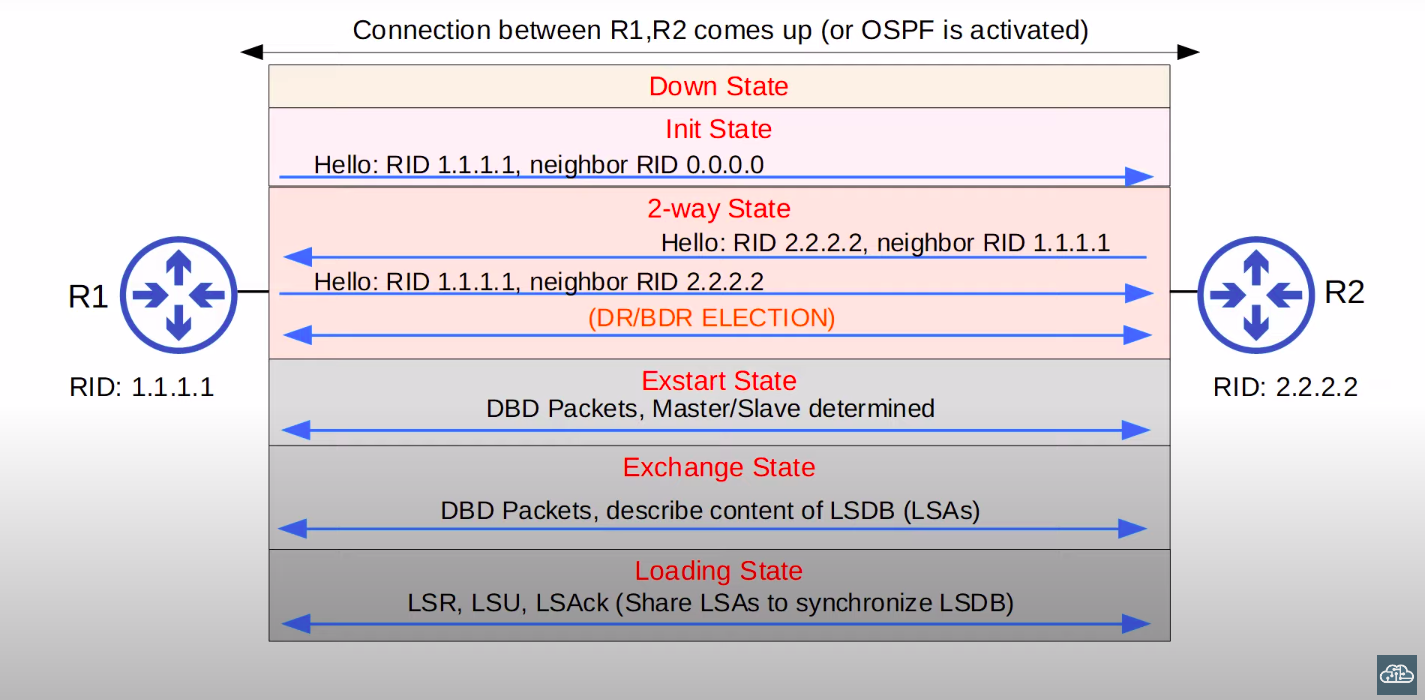 Connection between R1,R2 comes up (or OSPF is activated)
Down State
Init State
Hello: RID 1.1.1.1, neighbor RID 0.0.0.0
2-way State
Hello: RID 2.2.2.2, neighbor RID 1.1.1.1
Hello: RID 1.1.1.1, neighbor RID 2.2.2.2
(DR/BDR ELECTION)
R1
R2
RID: 1.1.1.1
RID: 2.2.2.2
Exstart State
DBD Packets, Master/Slave determined
Exchange State
DBD Packets, describe content of LSDB (LSAs)
Loading State
LSR, LSU, LSAck (Share LSAs to synchronize LSDB)